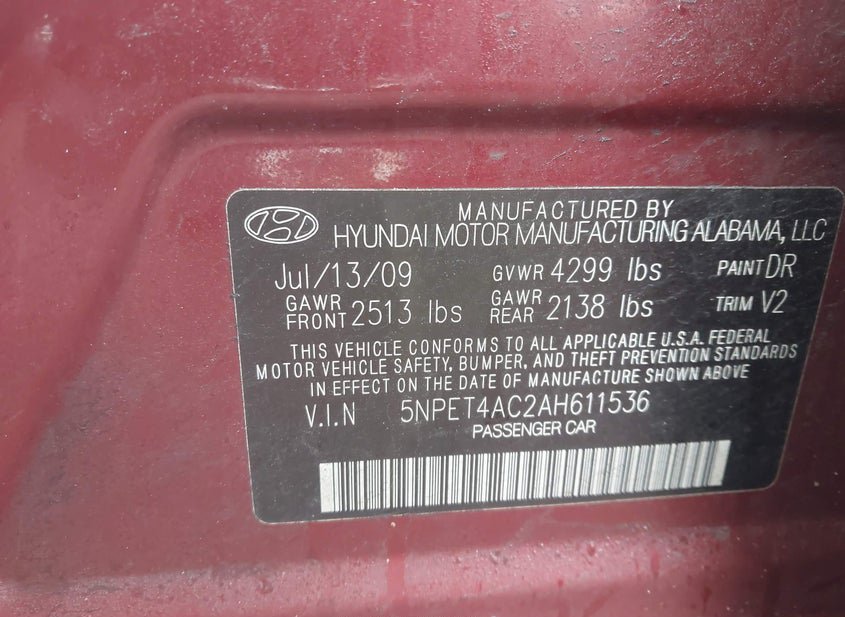 MANUFACTURED BY
HYUNDAI MOTOR MANUFACTURING ALABAMA, LLC
Jul/13/09 GVWR 4299 lbs PAINT DR
GAWR FRONT 2513 lbs GAWR REAR 2138 lbs TRIM V2
THIS VEHICLE CONFORMS TO ALL APPLICABLE U.S.A. FEDERAL
MOTOR VEHICLE SAFETY, BUMPER, AND THEFT PREVENTION STANDARDS
IN EFFECT ON THE DATE OF MANUFACTURE SHOWN ABOVE
V.I.N 5NPET4AC2AH611536
PASSENGER CAR